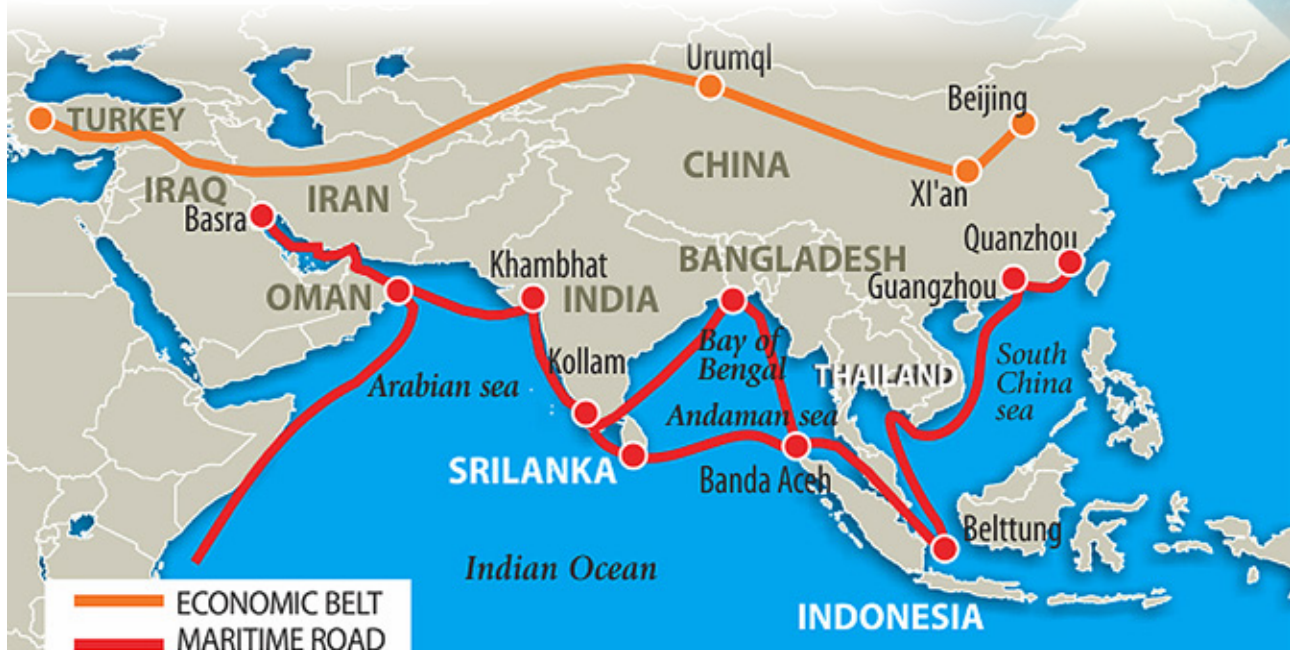 Urumql
Beijing
TURKEY
CHINA
XI'an
IRAQ
IRAN
Basra
Quanzhou
BANGLADESH
Khambhat
Guangzhou
OMAN
INDIA
Bay of
Bengal
South
China
sea
Kollam
THAILAND
Arabian sea
Andaman sea
SRILANKA
Banda Aceh
Belttung
Indian Ocean
ECONOMIC BELT
INDONESIA
MARITIME ROAD